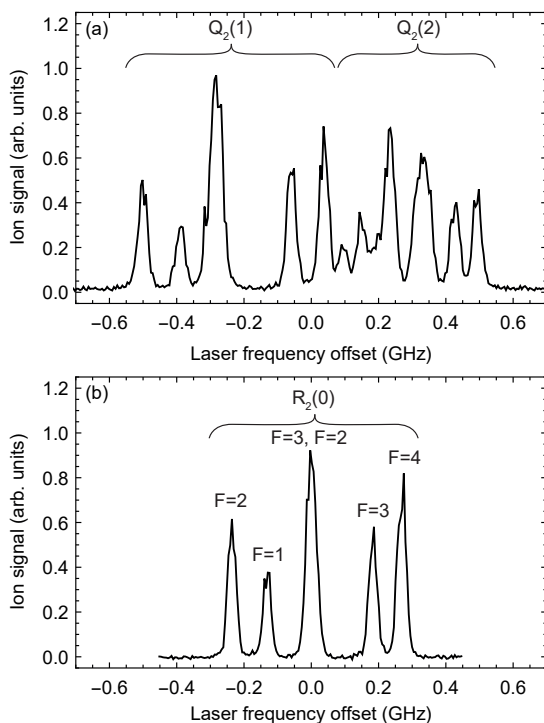 (a)
Q₂(1)
Q₂(2)
1.2
1.0
0.8
0.6
0.4
0.2
0.0
Ion signal (arb. units)
−0.6 −0.4 −0.2 0.0 0.2 0.4 0.6
Laser frequency offset (GHz)
(b)
R₂(0)
F=3, F=2
F=4
F=2
F=3
F=1
1.2
1.0
0.8
0.6
0.4
0.2
0.0
Ion signal (arb. units)
−0.6 −0.4 −0.2 0.0 0.2 0.4 0.6
Laser frequency offset (GHz)